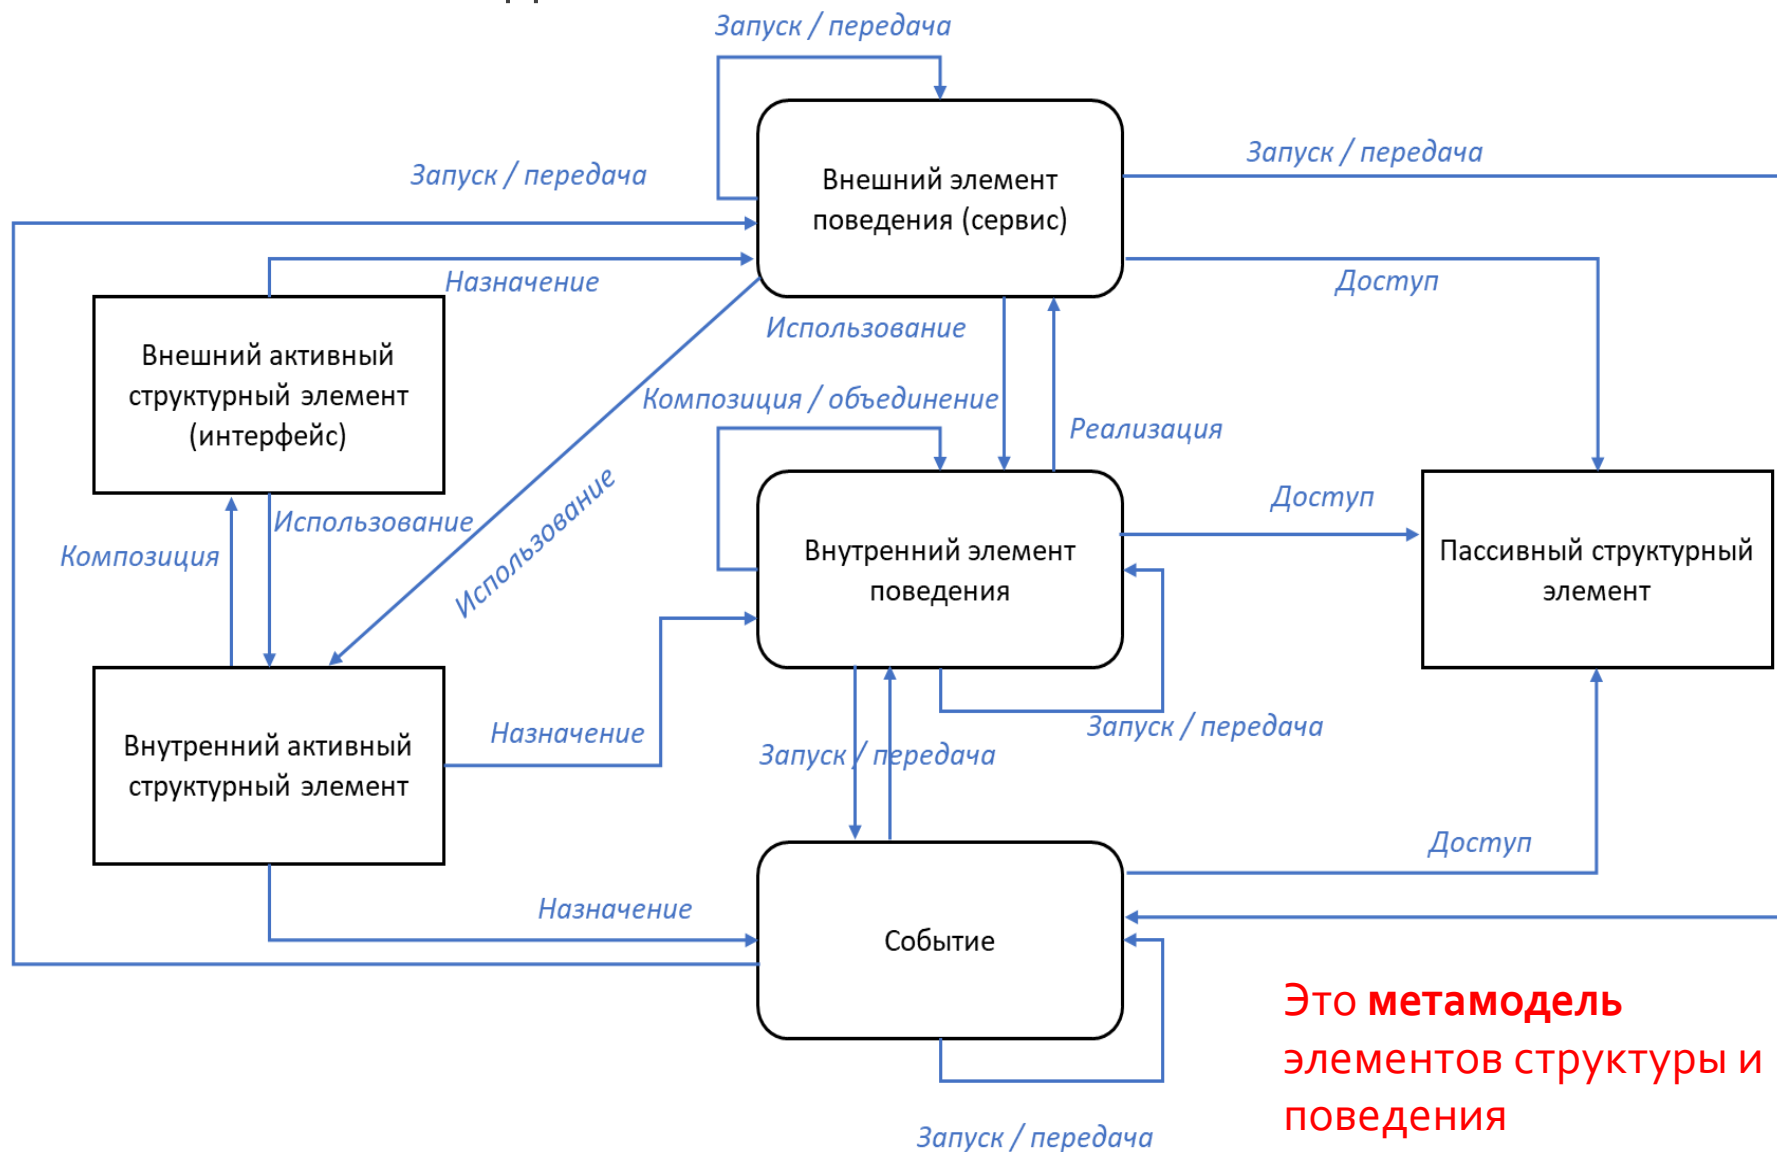 Запуск / передача
Запуск / передача
Запуск / передача
Внешний элемент
поведения (сервис)
Назначение
Доступ
Использование
Внешний активный
структурный элемент
(интерфейс)
Композиция / объединение
Реализация
Использование
Использование
Композиция
Доступ
Внутренний элемент
поведения
Пассивный структурный
элемент
Назначение
Запуск / передача
Запуск / передача
Внутренний активный
структурный элемент
Доступ
Назначение
Событие
Это метамодель
элементов структуры и
поведения
Запуск / передача